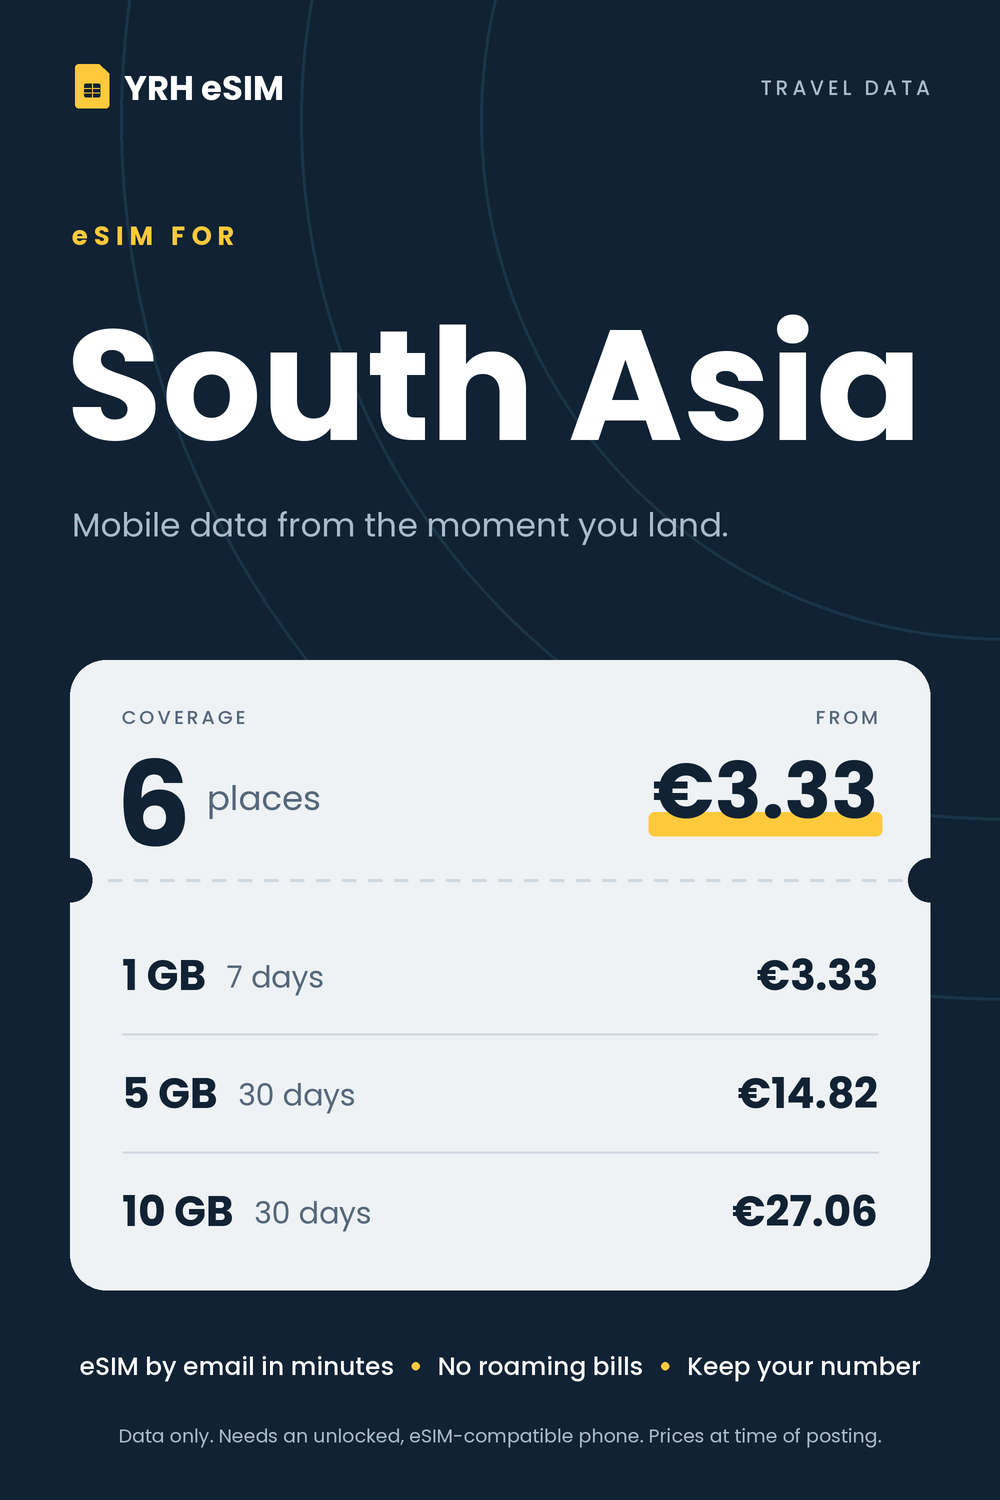 YRH eSIM
TRAVEL DATA
eSIM FOR
South Asia
Mobile data from the moment you land.
COVERAGE
FROM
6 places
€3.33
1 GB 7 days €3.33
5 GB 30 days €14.82
10 GB 30 days €27.06
eSIM by email in minutes • No roaming bills • Keep your number
Data only. Needs an unlocked, eSIM-compatible phone. Prices at time of posting.